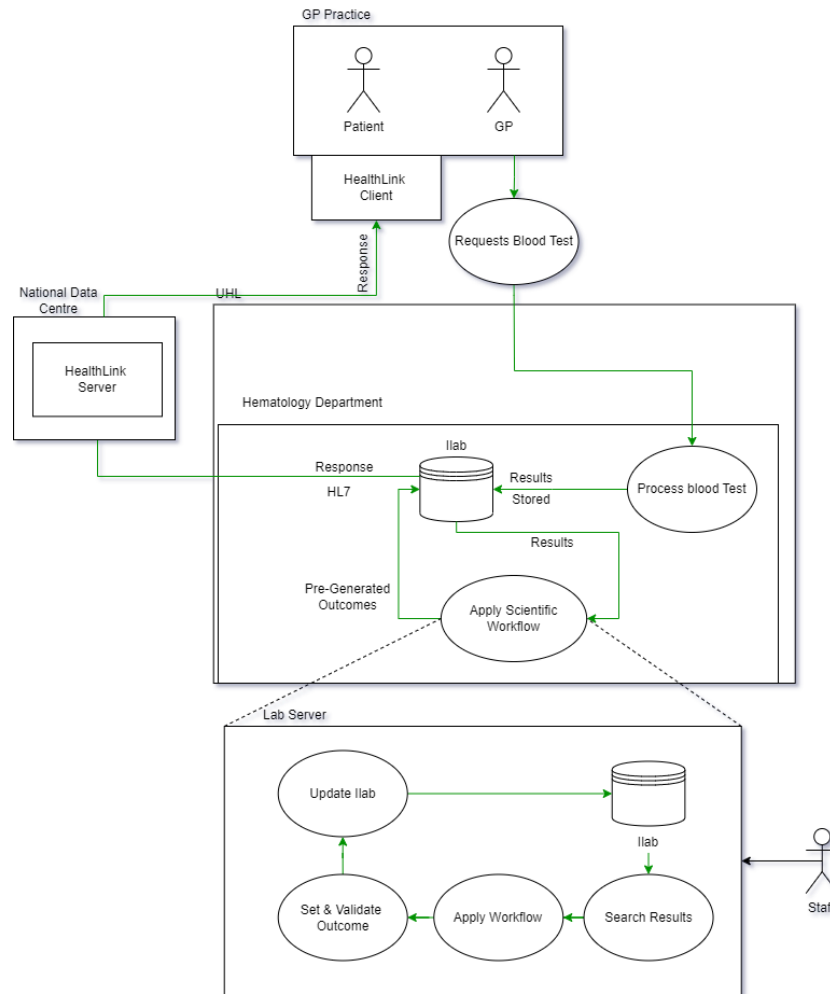 GP Practice
Patient
GP
HealthLink
Client
Requests Blood Test
Response
UHL
National Data
Centre
HealthLink
Server
Hematology Department
Ilab
Response
HL7
Results
Stored
Process blood Test
Results
Pre-Generated
Outcomes
Apply Scientific
Workflow
Lab Server
Update Ilab
Ilab
Set & Validate
Outcome
Apply Workflow
Search Results
Staf